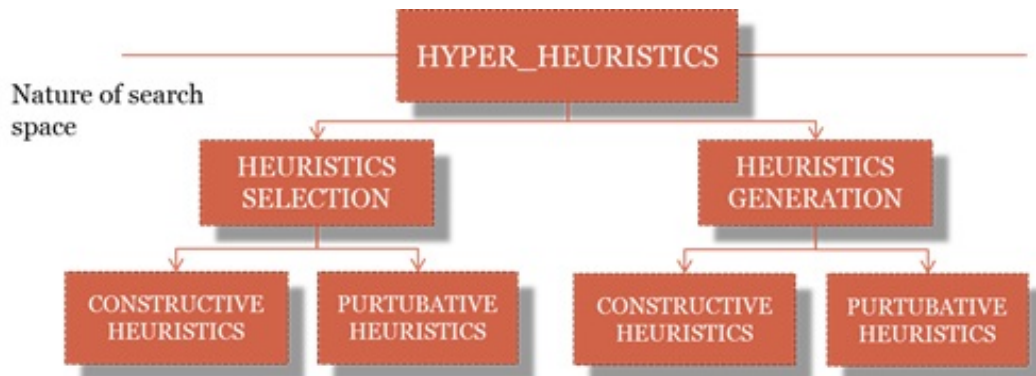 HYPER_HEURISTICS
Nature of search
space
HEURISTICS
SELECTION
HEURISTICS
GENERATION
CONSTRUCTIVE
HEURISTICS
PURTUBATIVE
HEURISTICS
CONSTRUCTIVE
HEURISTICS
PURTUBATIVE
HEURISTICS